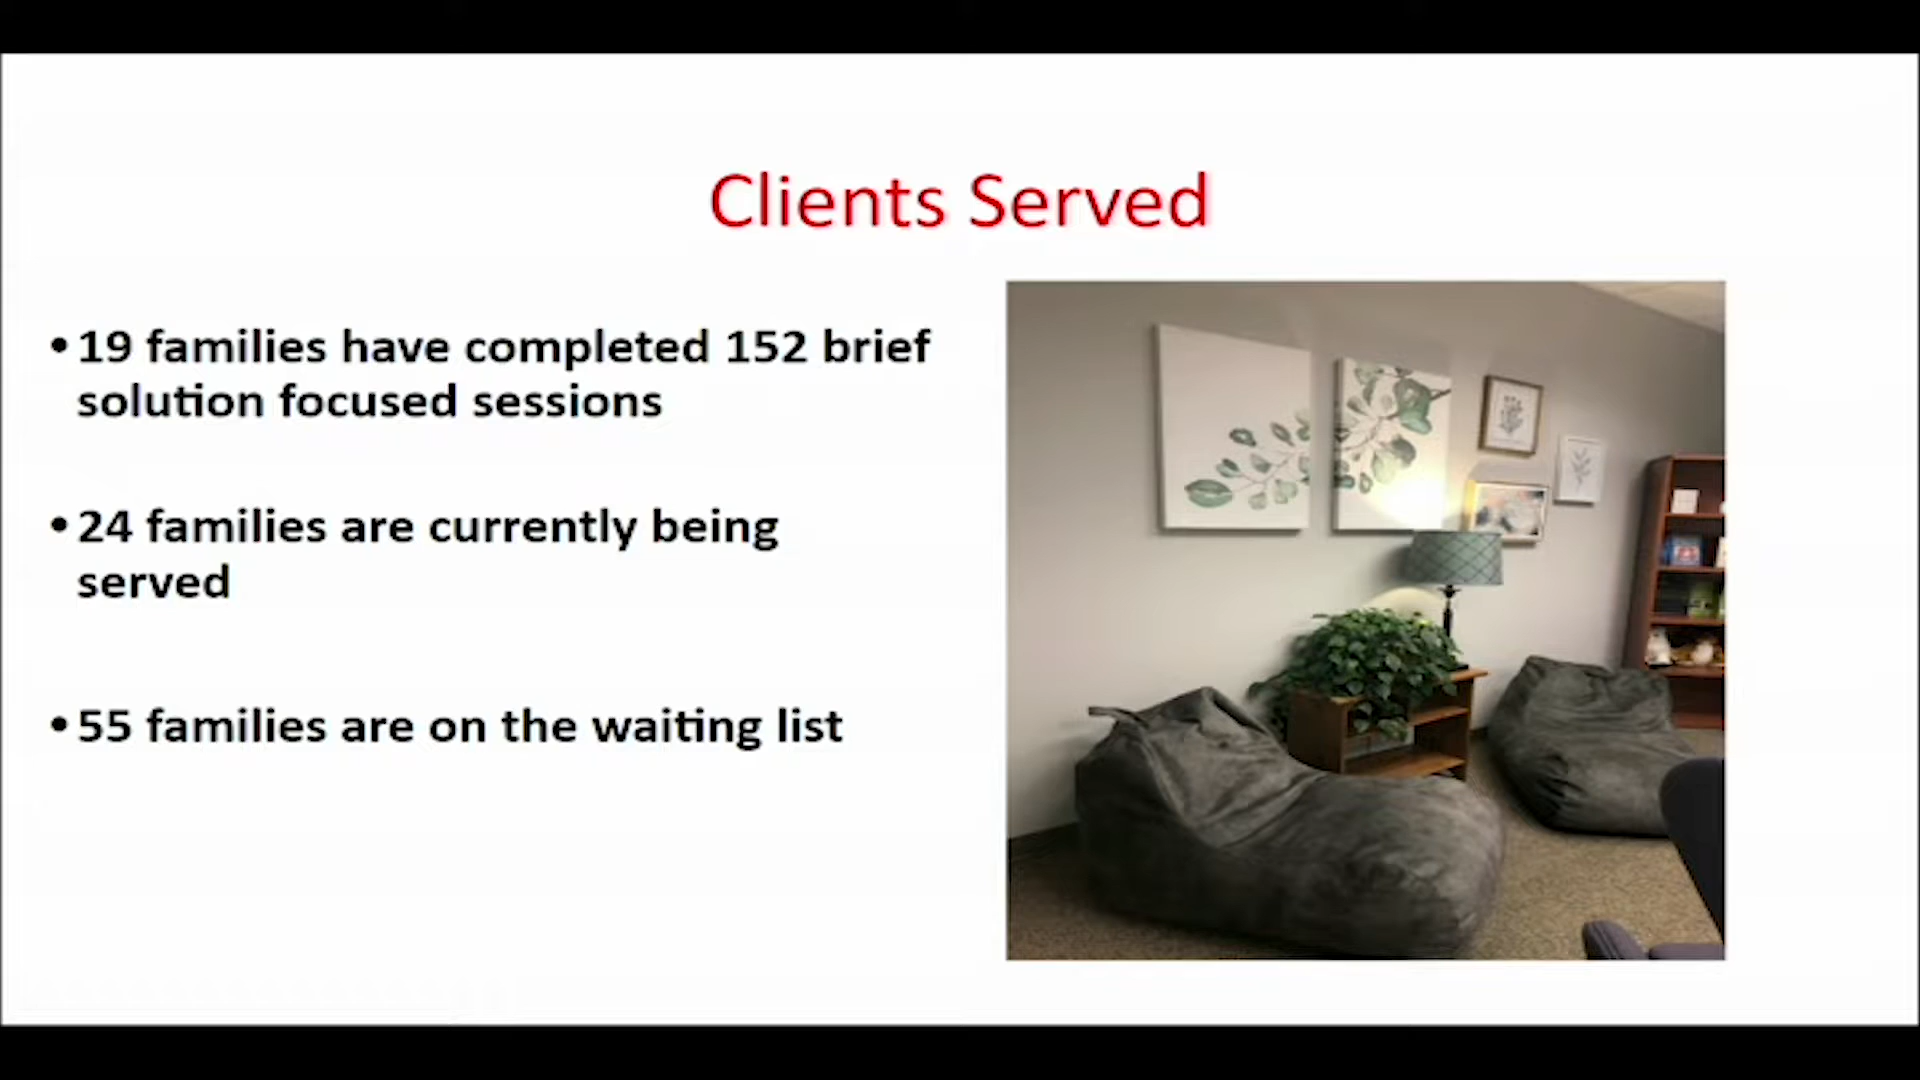 Clients Served
•19 families have completed 152 brief
solution focused sessions
•24 families are currently being
served
•55 families are on the waiting list